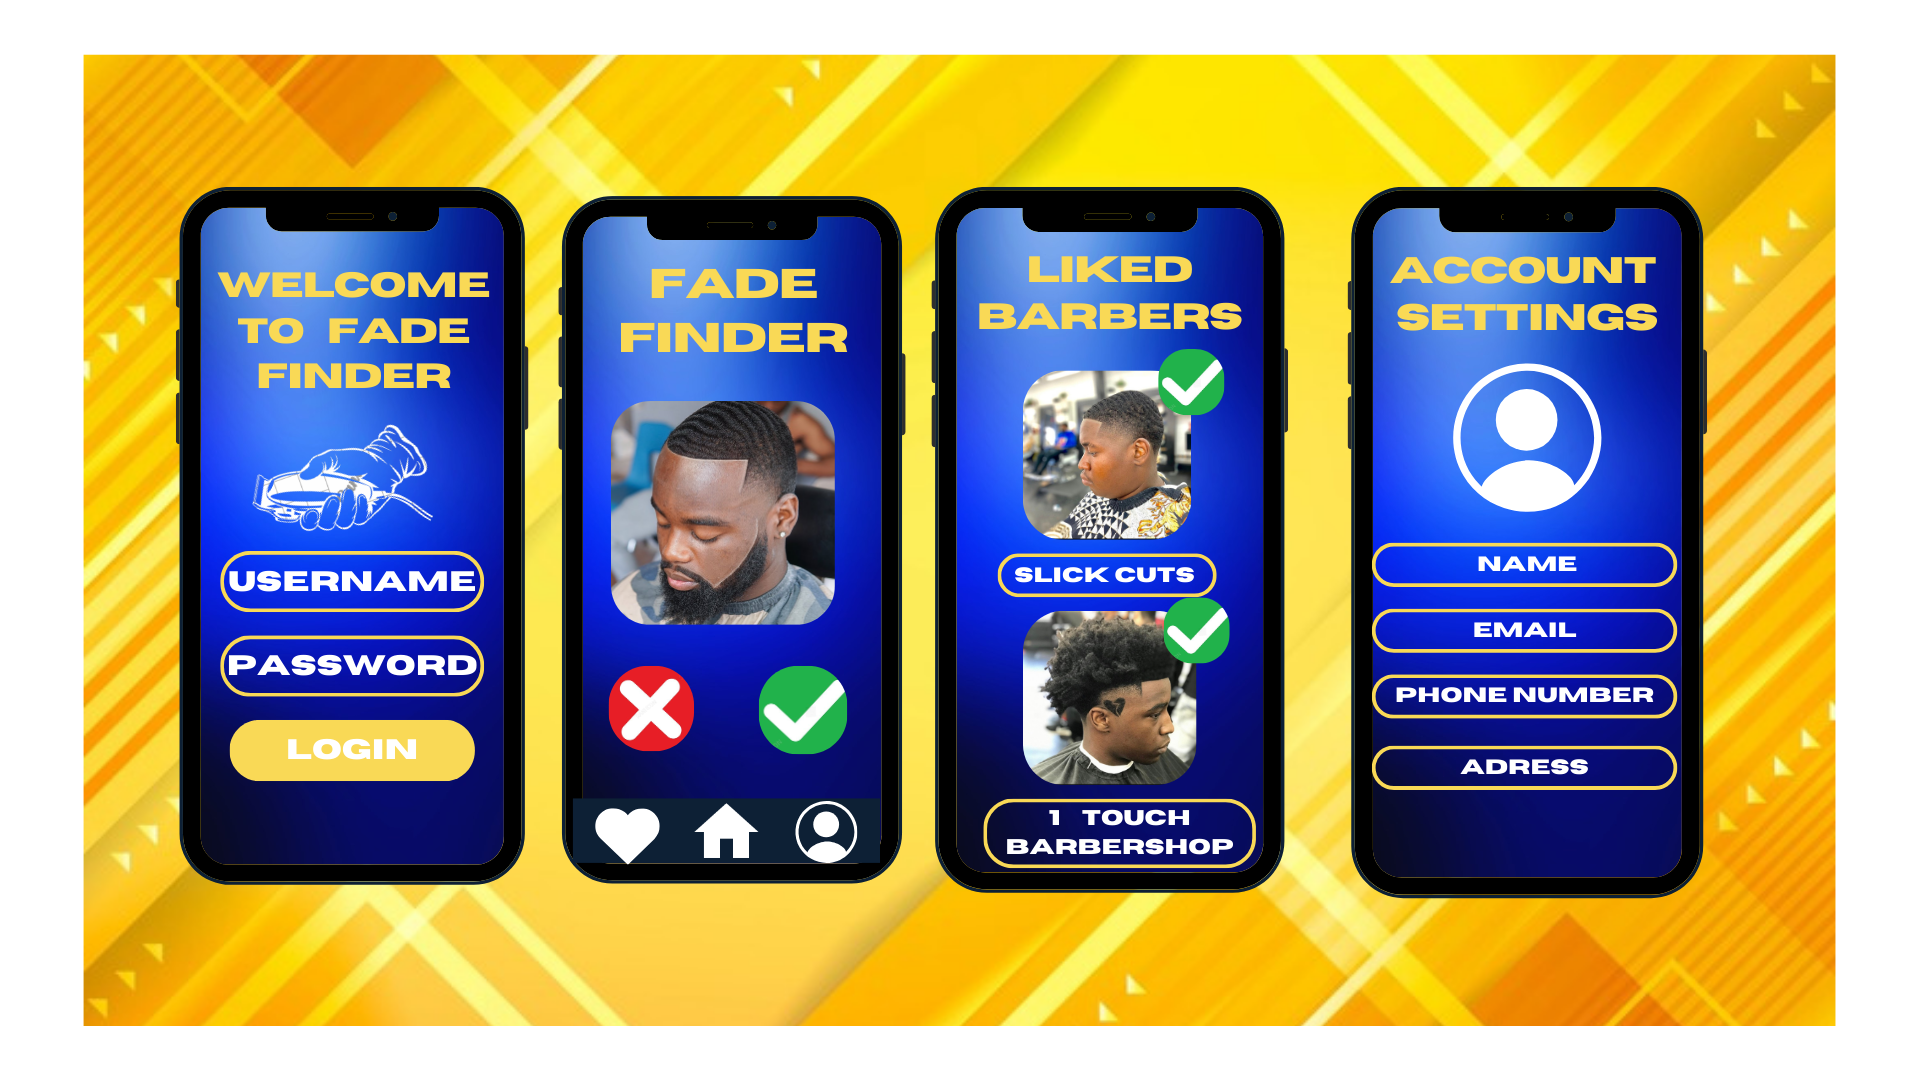 WELCOME
TO FADE
FINDER
USERNAME
PASSWORD
LOGIN
FADE
FINDER
LIKED
BARBERS
SLICK CUTS
1 TOUCH
BARBERSHOP
ACCOUNT
SETTINGS
NAME
EMAIL
PHONE NUMBER
ADRESS